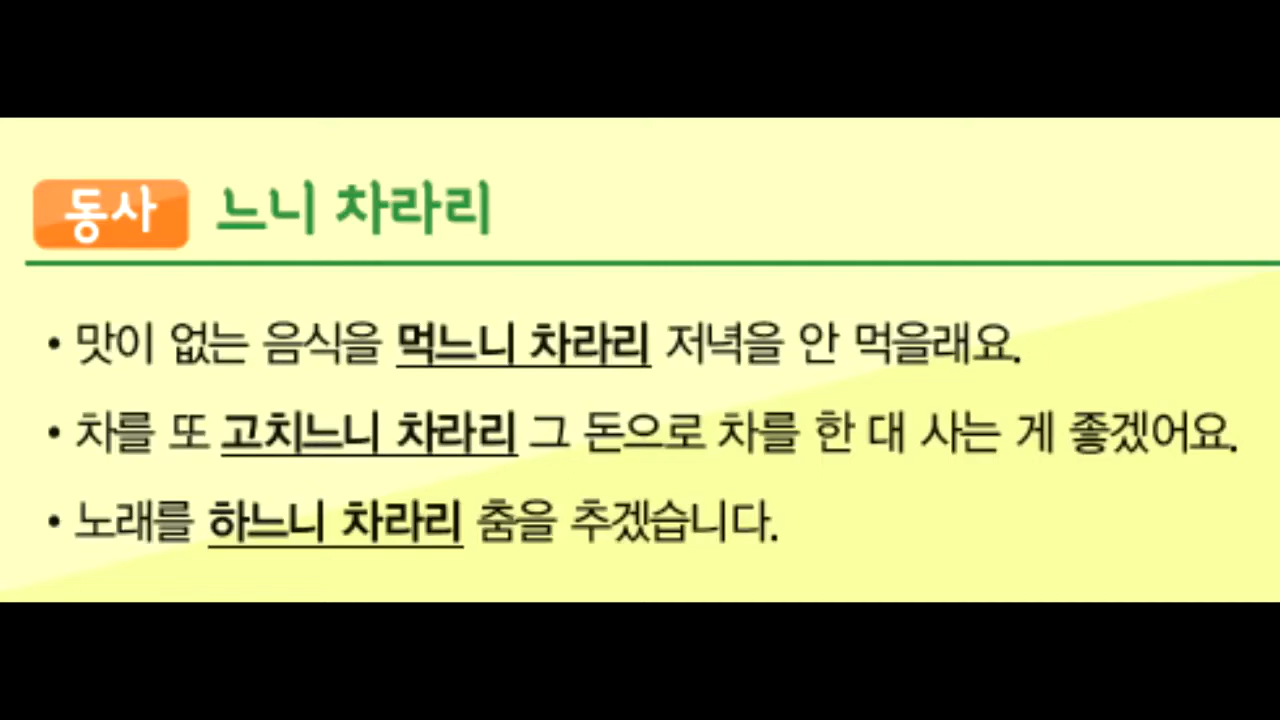 동사 느니 차라리
• 맛이 없는 음식을 먹느니 차라리 저녁을 안 먹을래요.
• 차를 또 고치느니 차라리 그 돈으로 차를 한 대 사는 게 좋겠어요.
• 노래를 하느니 차라리 춤을 추겠습니다.